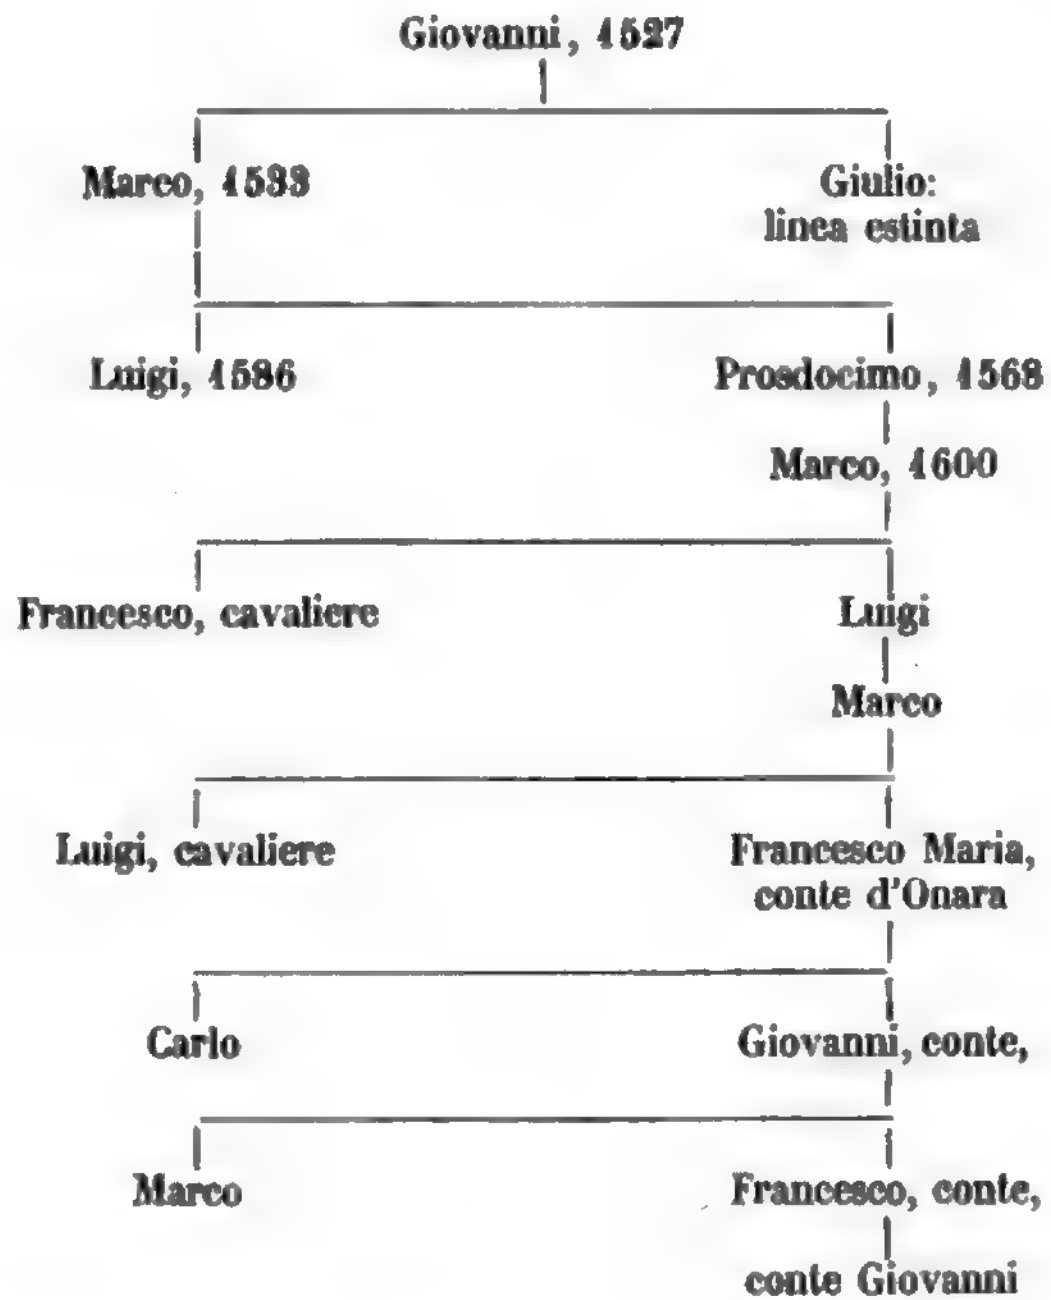 Giovanni, 1527
Marco, 1533
Giulio:
linea estinta
Luigi, 1586
Prosdocimo, 1568
Marco, 1600
Francesco, cavaliere
Luigi
Marco
Luigi, cavaliere
Francesco Maria,
conte d'Onara
Carlo
Giovanni, conte,
Marco
Francesco, conte,
conte Giovanni